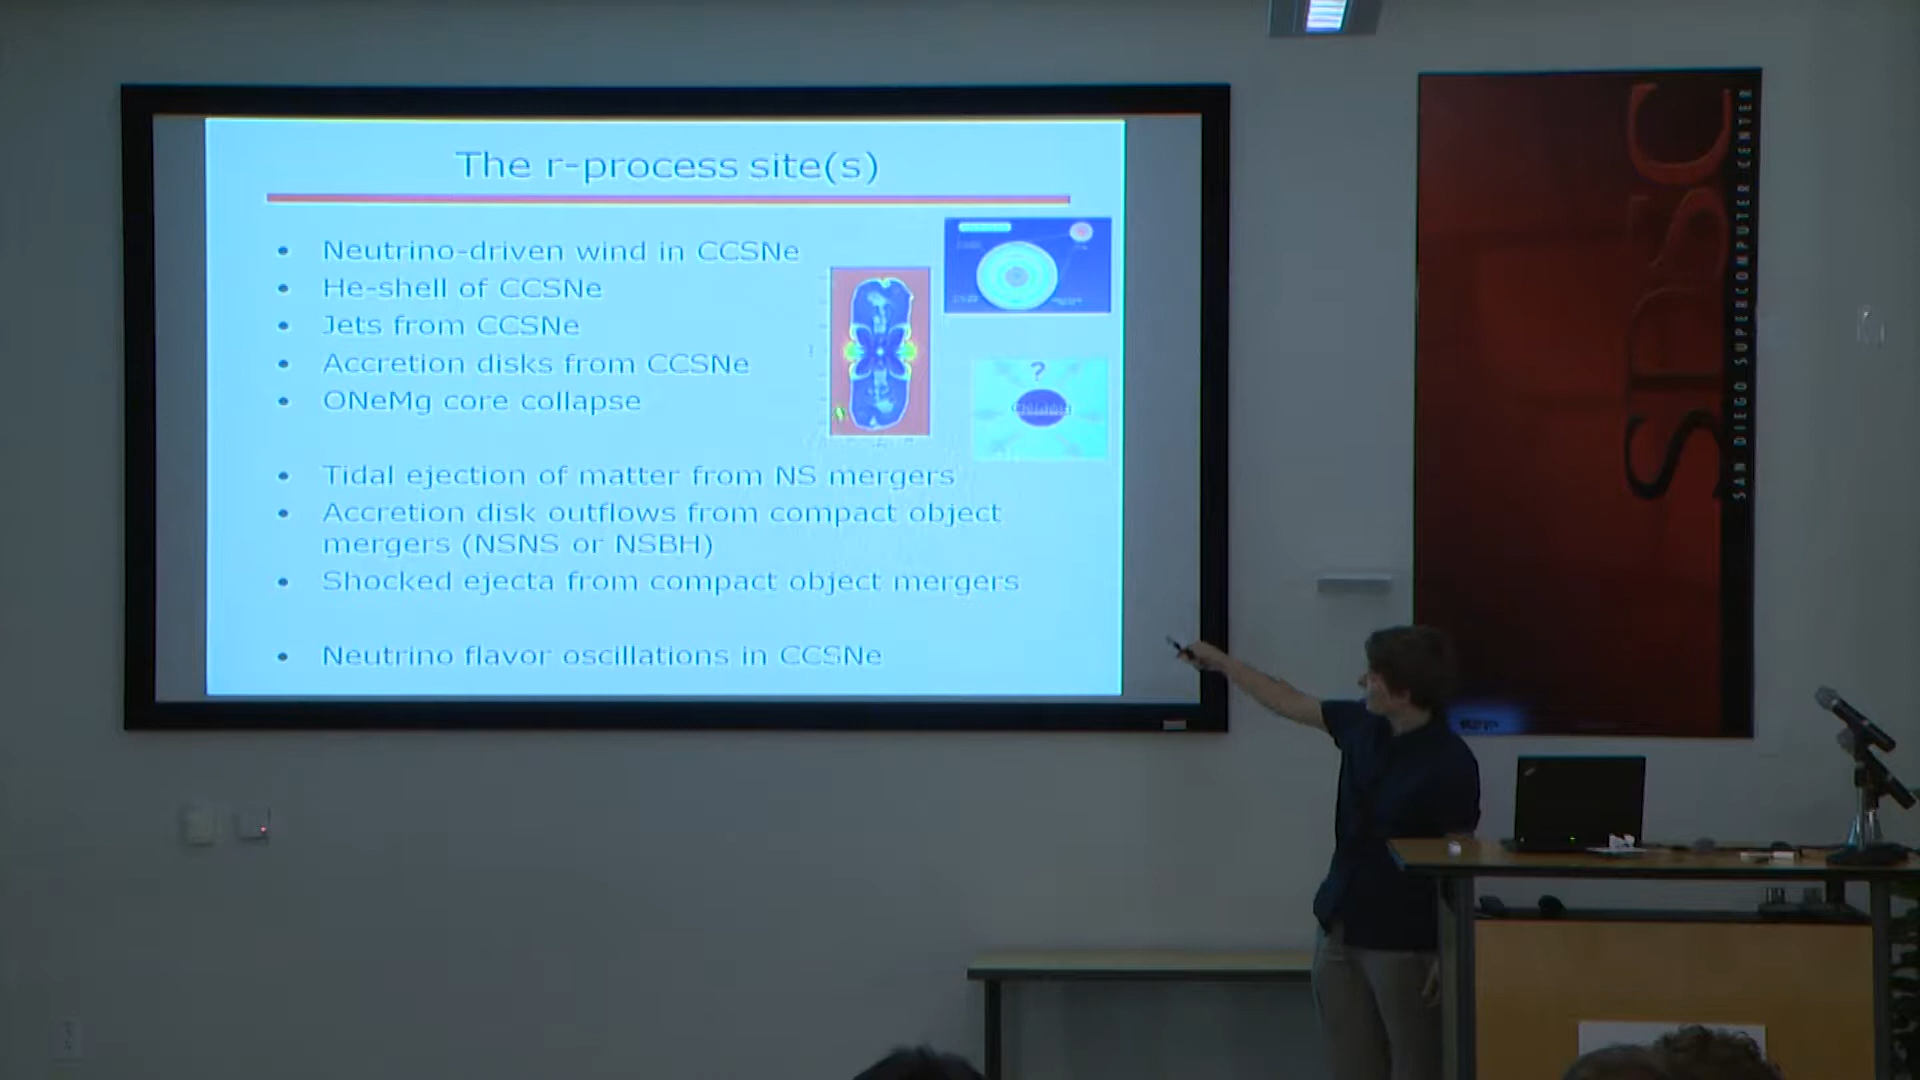 The r-process site(s)
• Neutrino-driven wind in CCSNe
• He-shell of CCSNe
• Jets from CCSNe
• Accretion disks from CCSNe
• ONeMg core collapse
?
• Tidal ejection of matter from NS mergers
• Accretion disk outflows from compact object
mergers (NSNS or NSBH)
• Shocked ejecta from compact object mergers
• Neutrino flavor oscillations in CCSNe
SDSC
SAN DIEGO SUPERCOMPUTER CENTER